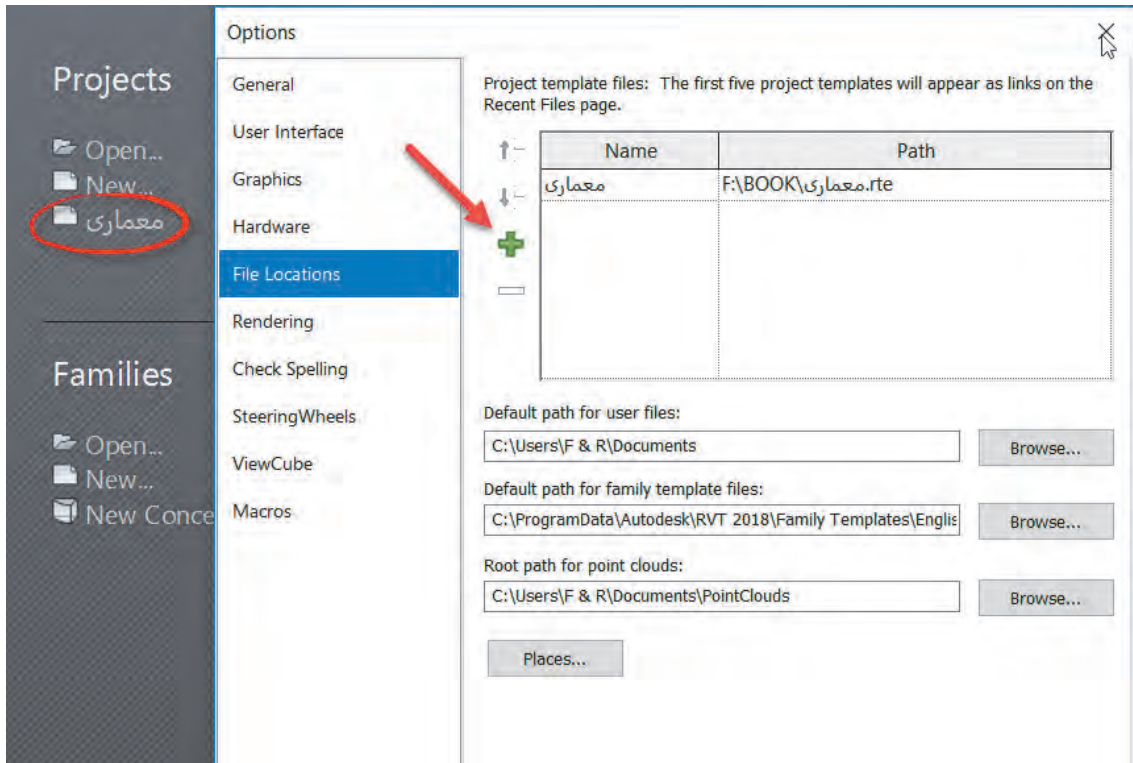 Projects
Open...
New...
معماری
Families
Open...
New...
New Conce
Options
General
User Interface
Graphics
Hardware
File Locations
Rendering
Check Spelling
SteeringWheels
ViewCube
Macros
Project template files: The first five project templates will appear as links on the
Recent Files page.
Name Path
معماری F:\BOOK\معماری.rte
Default path for user files:
C:\Users\F & R\Documents Browse...
Default path for family template files:
C:\ProgramData\Autodesk\RVT 2018\Family Templates\Englis Browse...
Root path for point clouds:
C:\Users\F & R\Documents\PointClouds Browse...
Places...